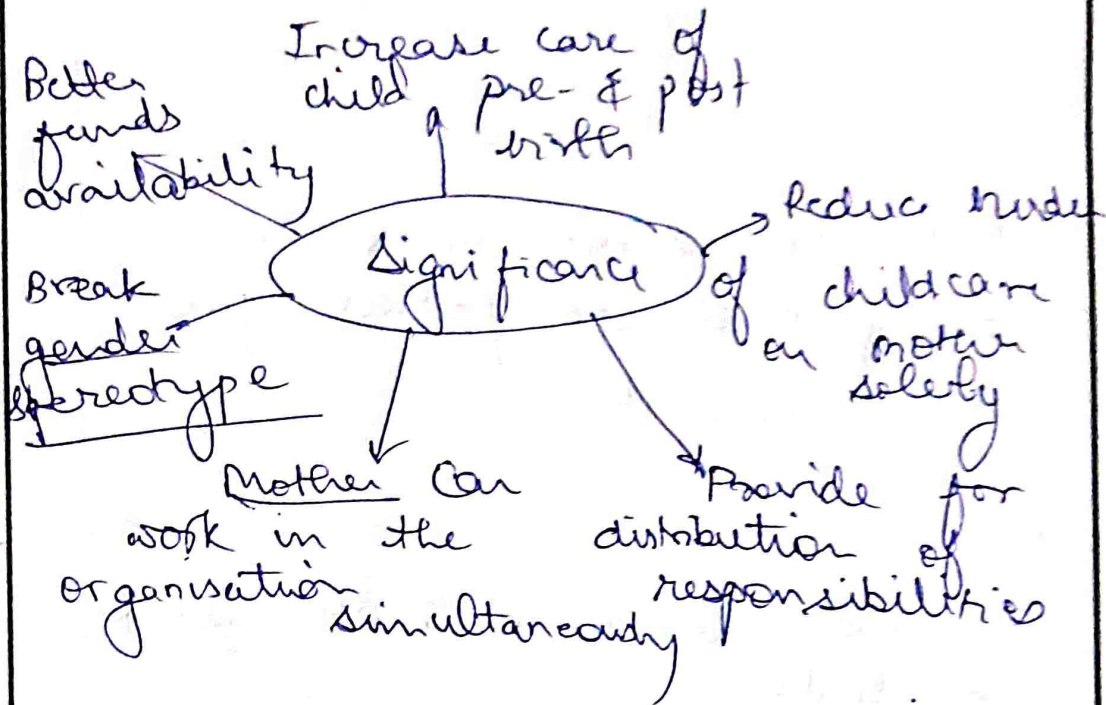 Better
funds
availability
Increase care of
child pre- & post
birth
Significance
Reduce burden
of childcare
on mother
solely
Break
gender
stereotype
Mother can
work in the
organisation
simultaneously
Provide for
distribution of
responsibilities